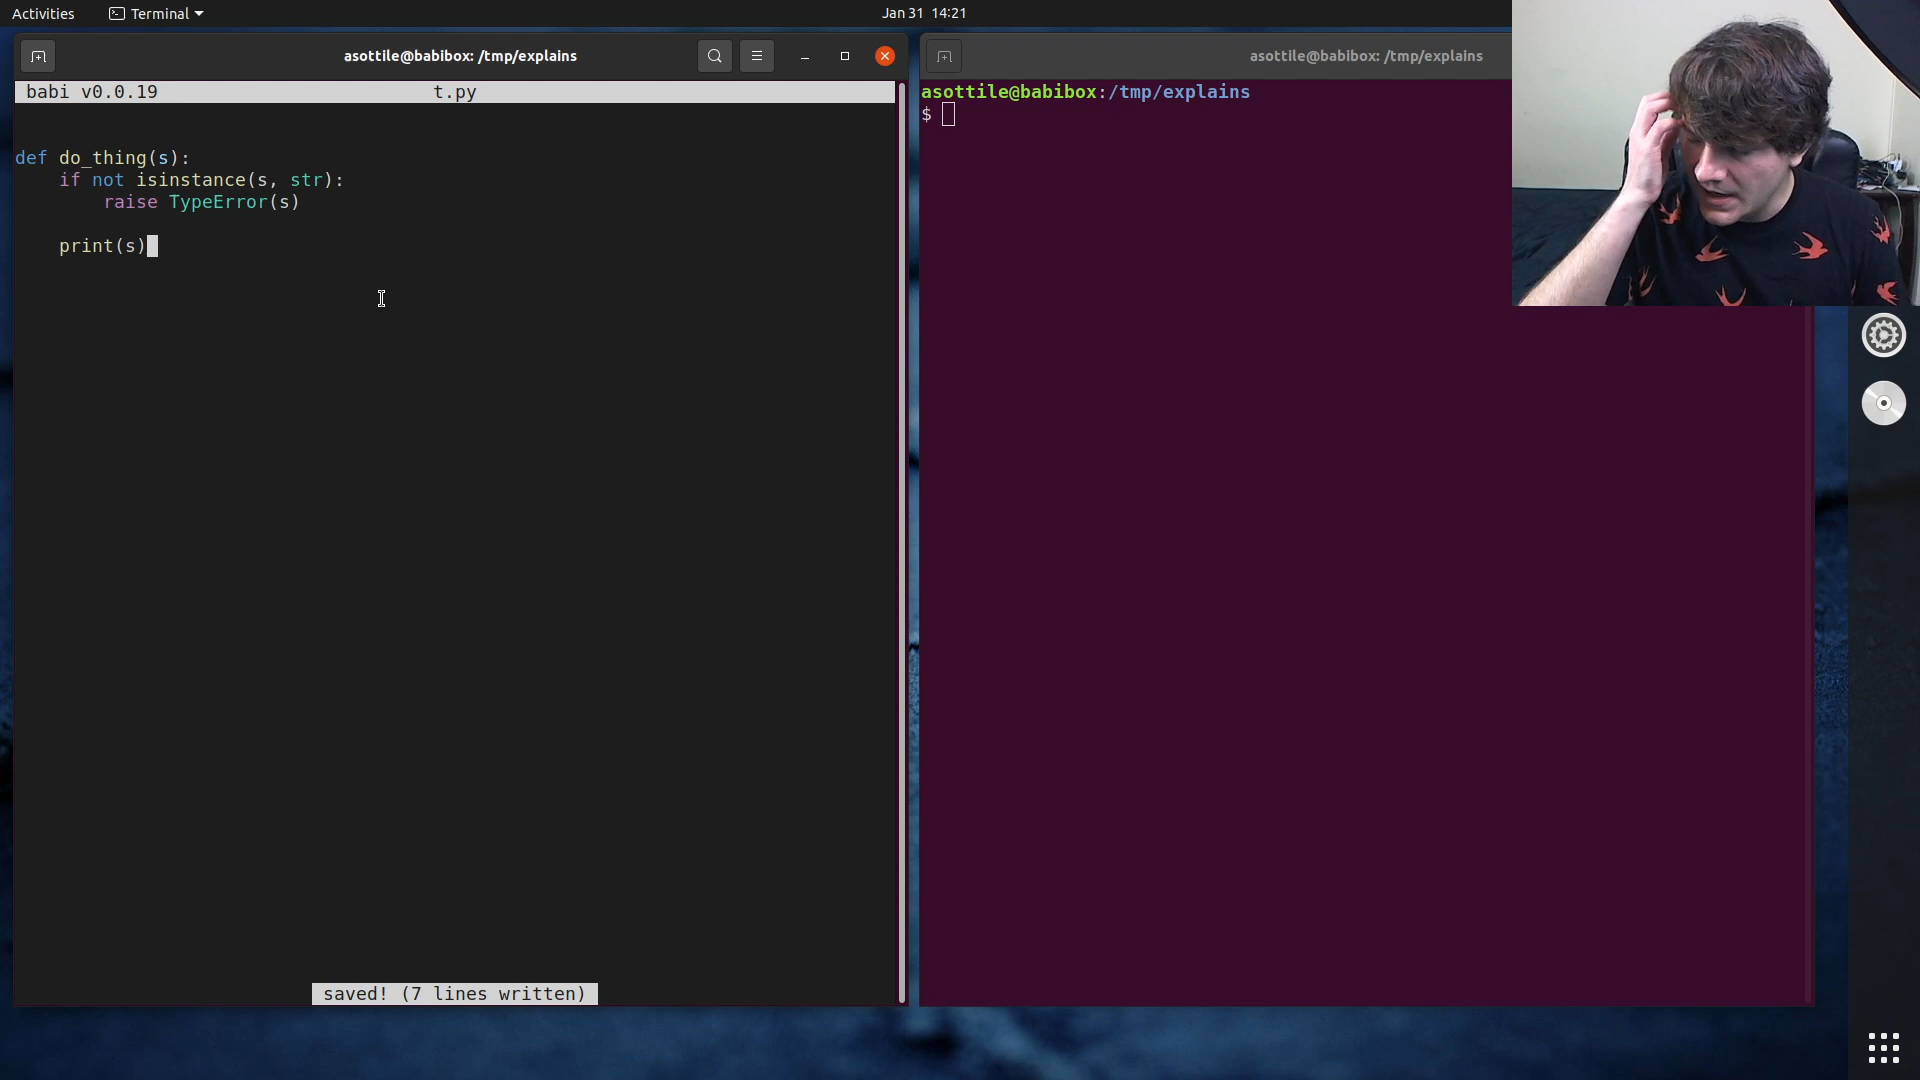 Activities
Terminal
Jan 31 14:21
asottile@babibox: /tmp/explains
babi v0.0.19 t.py
def do_thing(s):
    if not isinstance(s, str):
        raise TypeError(s)
    print(s)
saved! (7 lines written)
asottile@babibox: /tmp/explains
asottile@babibox:/tmp/explains
$